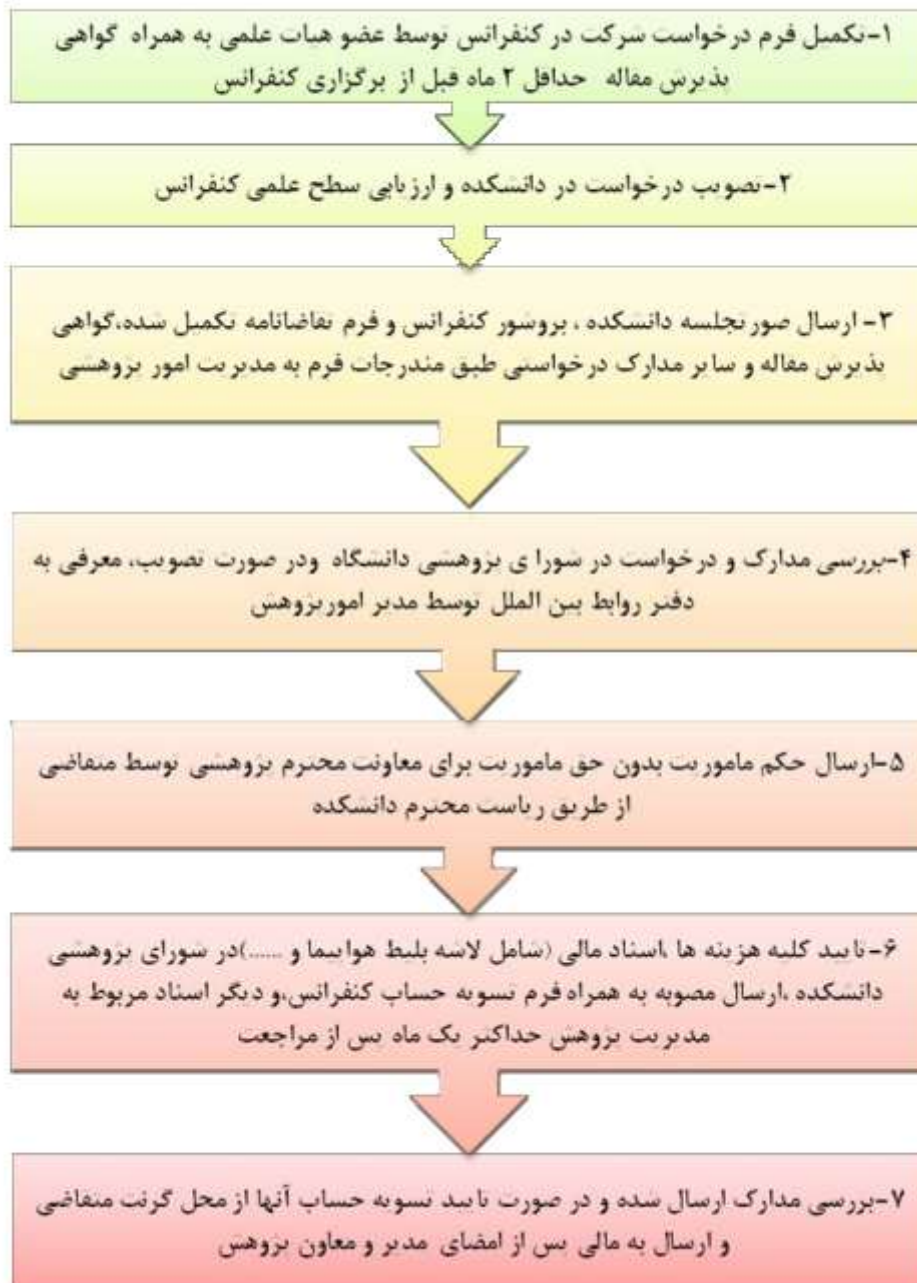 ۱-تکمیل فرم درخواست شرکت در کنفرانس توسط عضو هیات علمی به همراه گواهی
پذیرش مقاله حداقل ۲ ماه قبل از برگزاری کنفرانس
۲-تصویب درخواست در دانشکده و ارزیابی سطح علمی کنفرانس
۳- ارسال صورتجلسه دانشکده ، بروشور کنفرانس و فرم تقاضانامه تکمیل شده،گواهی
پذیرش مقاله و سایر مدارک درخواستی طبق مندرجات فرم به مدیریت امور پژوهشی
۴-بررسی مدارک و درخواست در شورا ی پژوهشی دانشگاه ودر صورت تصویب، معرفی به
دفتر روابط بین الملل توسط مدیر امورپژوهش
۵-ارسال حکم ماموریت بدون حق ماموریت برای معاونت محترم پژوهشی توسط متقاضی
از طریق ریاست محترم دانشکده
۶-تایید کلیه هزینه ها ،اسناد مالی (شامل لاشه بلیط هواپیما و ......)در شورای پژوهشی
دانشکده ،ارسال مصوبه به همراه فرم تسویه حساب کنفرانس،و دیگر اسناد مربوط به
مدیریت پژوهش حداکثر یک ماه پس از مراجعت
۷-بررسی مدارک ارسال شده و در صورت تایید تسویه حساب آنها از محل گرنت متقاضی
و ارسال به مالی پس از امضای مدیر و معاون پژوهش